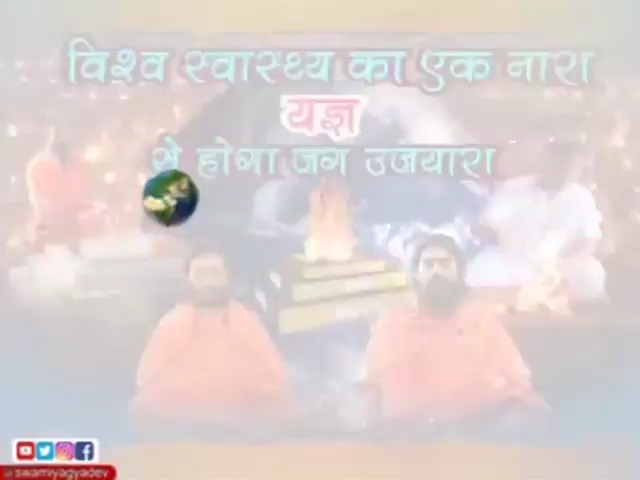 विश्व स्वास्थ्य का एक नारा
यज्ञ
से होगा जग उजयारा
@swamiyagyadev